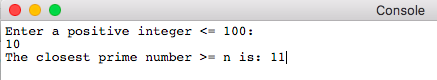 Console
Enter a positive integer <= 100:
10
The closest prime number >= n is: 11